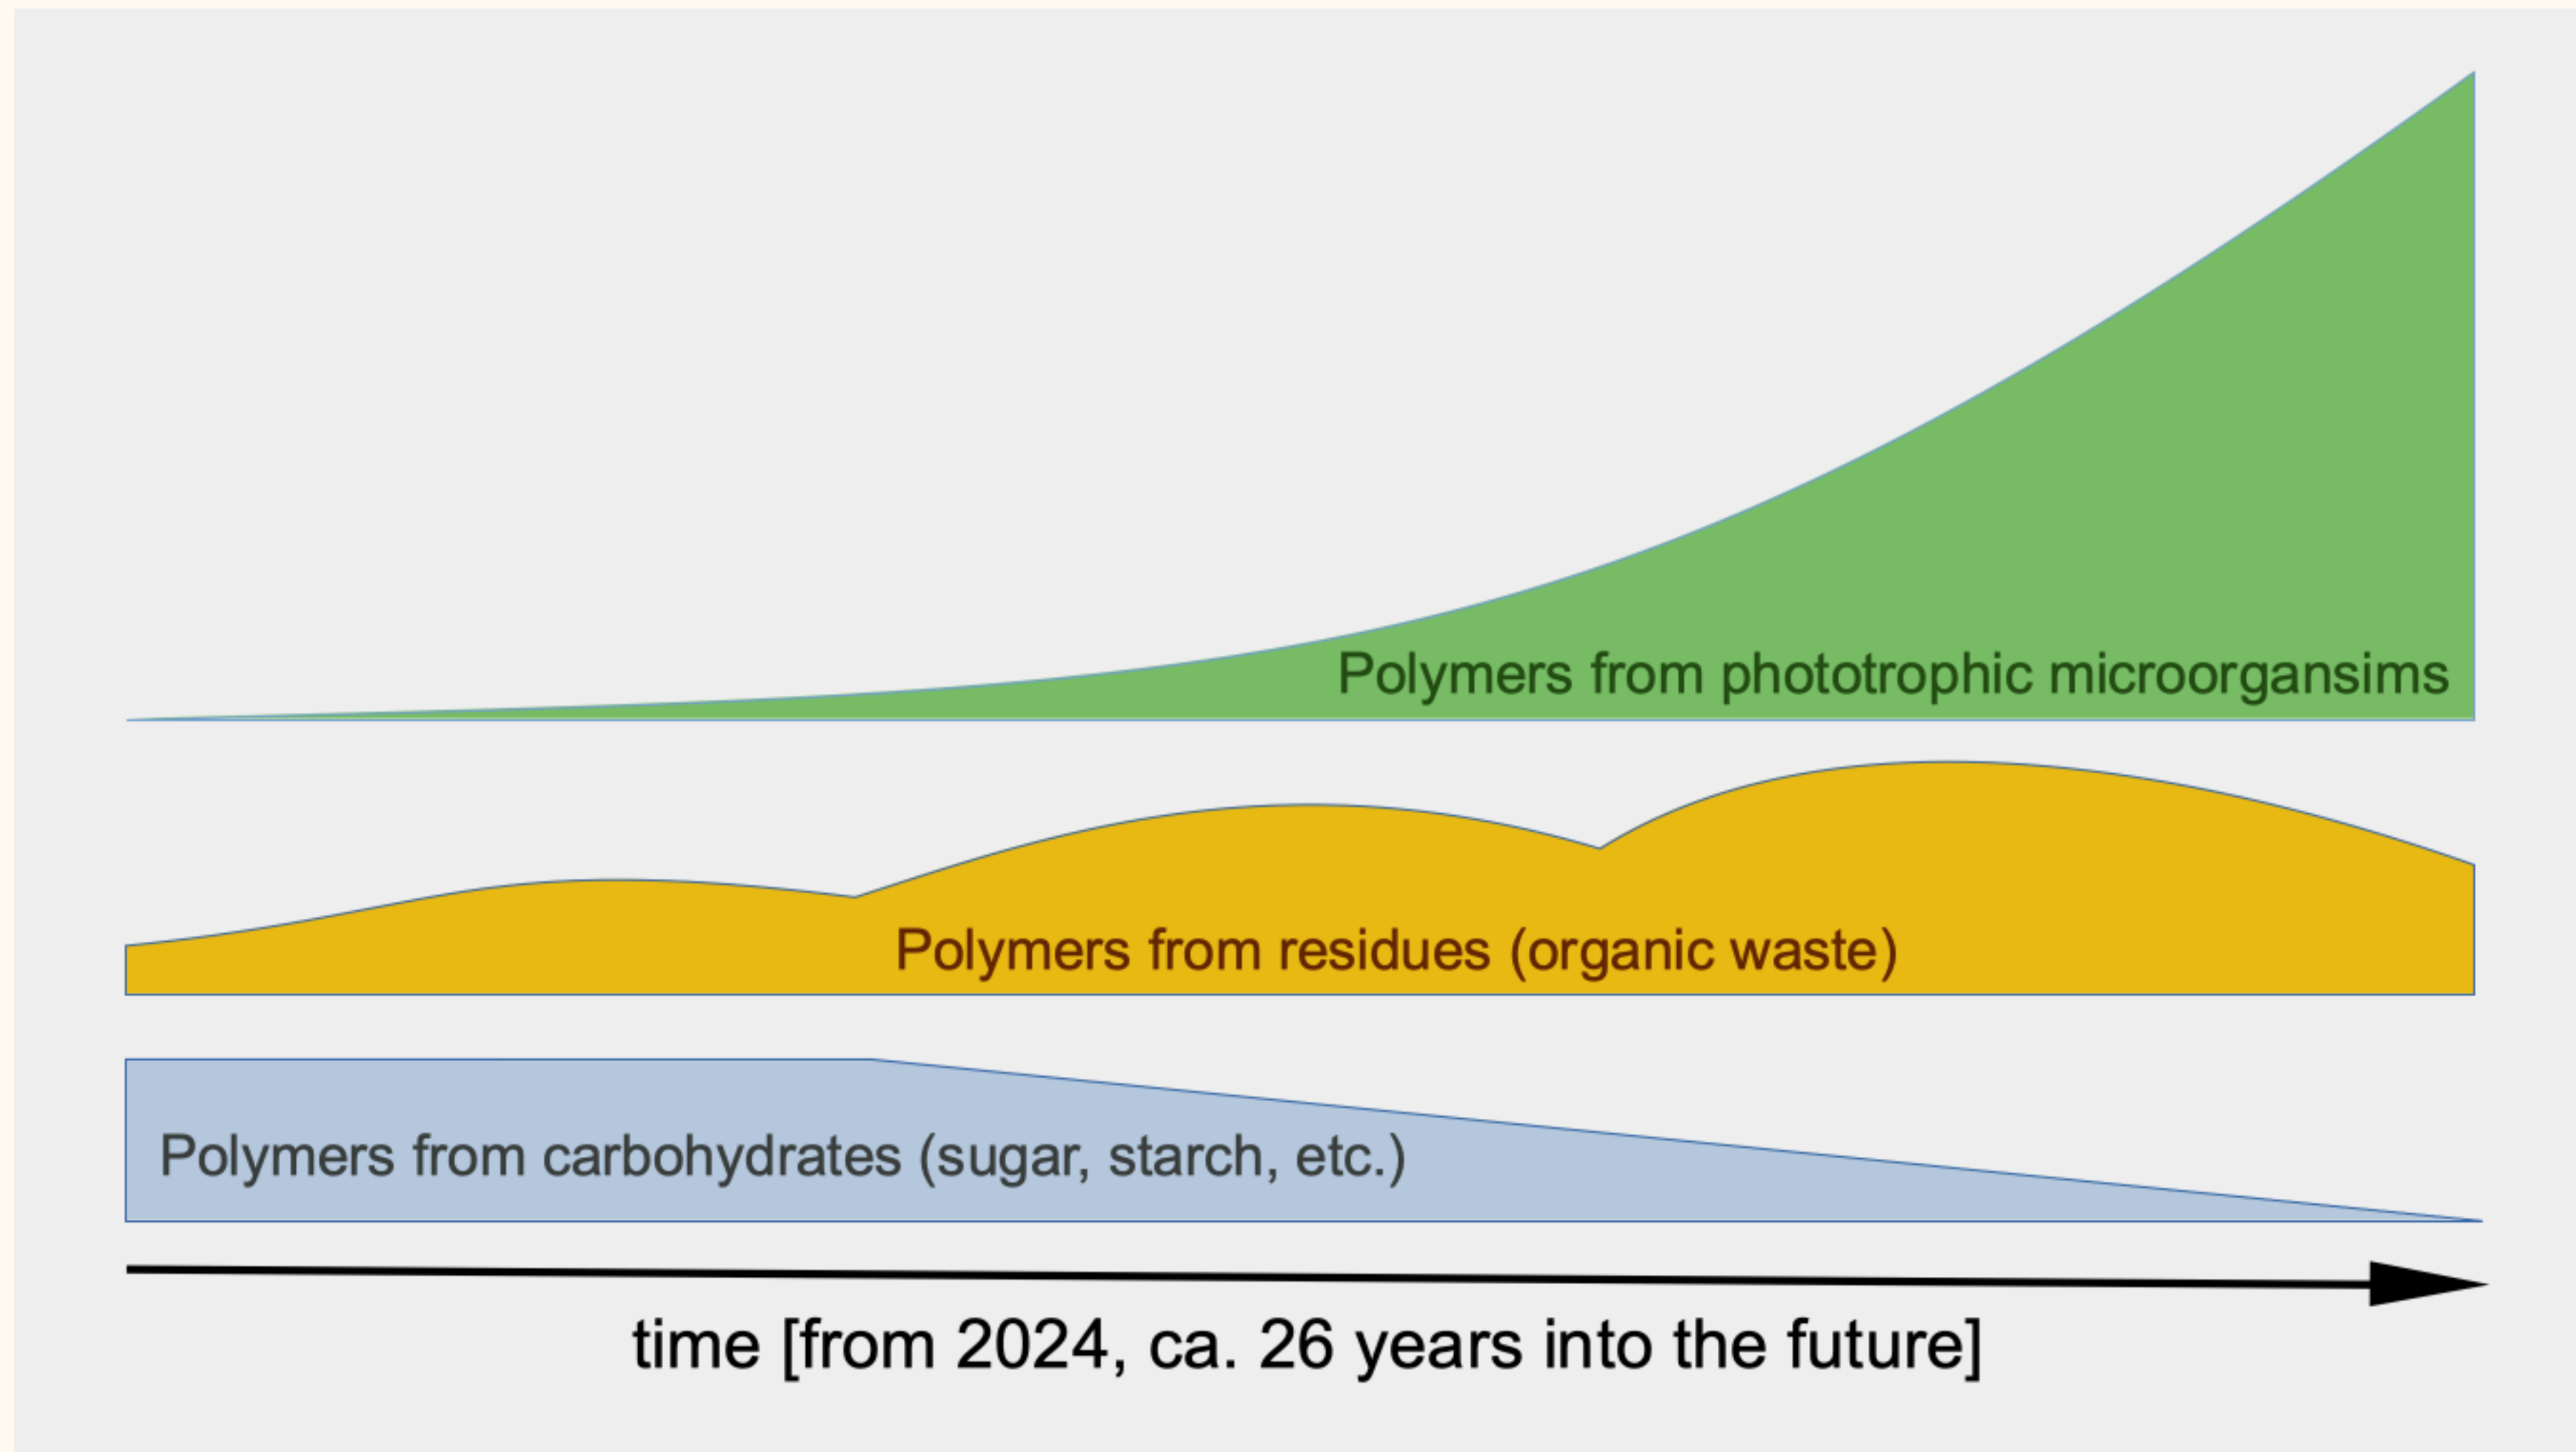 Polymers from phototrophic microorgansims
Polymers from residues (organic waste)
Polymers from carbohydrates (sugar, starch, etc.)
time [from 2024, ca. 26 years into the future]